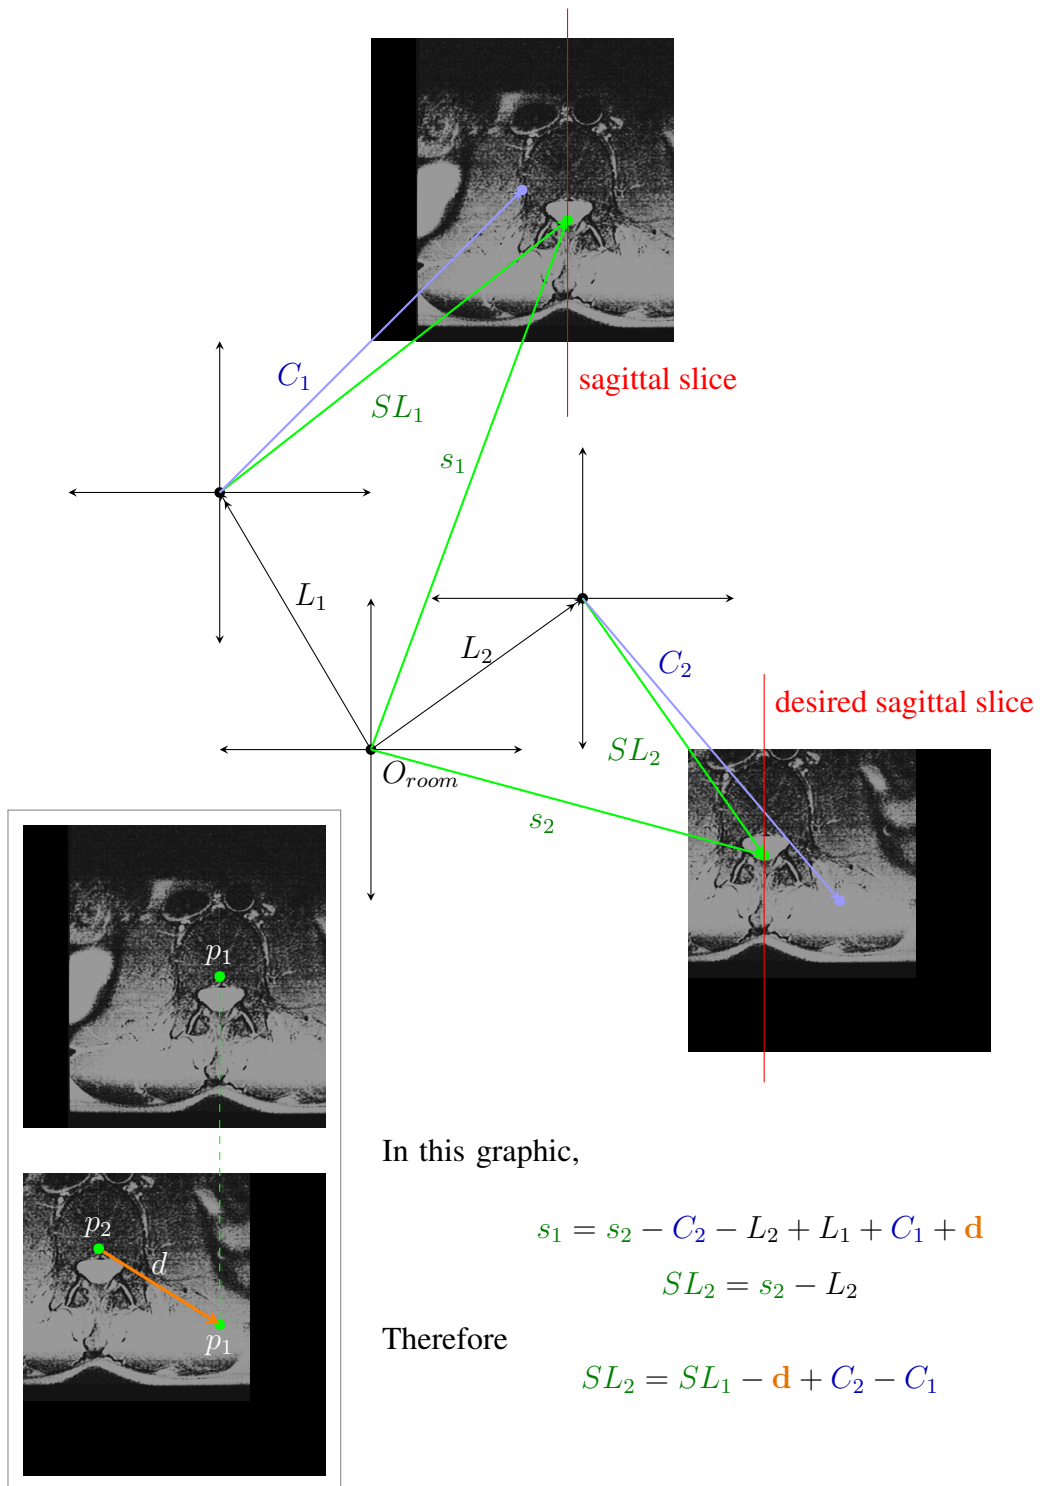 C₁
sagittal slice
SL₁
s₁
L₁
L₂
C₂
desired sagittal slice
SL₂
O_room
s₂
p₁
p₂
d
p₁
In this graphic,
s₁ = s₂ − C₂ − L₂ + L₁ + C₁ + d
SL₂ = s₂ − L₂
Therefore
SL₂ = SL₁ − d + C₂ − C₁